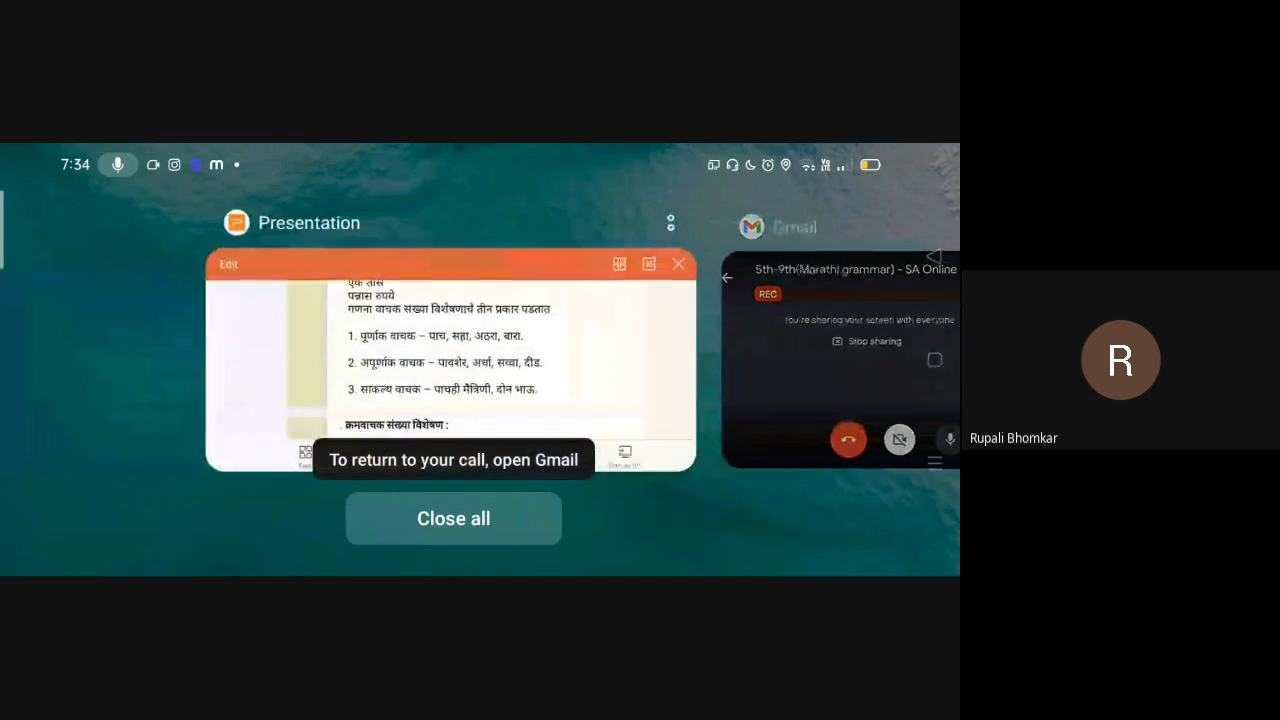 7:34
Presentation
Gmail
Edit
एक तास
पन्नास रुपये
गणना वाचक संख्या विशेषणाचे तीन प्रकार पडतात
1. पूर्णाक वाचक – पाच, सहा, अठरा, बारा.
2. अपूर्णाक वाचक – पावशेर, अर्धा, सव्वा, दीड.
3. साकल्य वाचक – पाचही मैत्रिणी, दोन भाऊ.
. क्रमवाचक संख्या विशेषण :
5th-9th(Marathi grammar) - SA Online
REC
You're sharing your screen with everyone
Stop sharing
To return to your call, open Gmail
Close all
R
Rupali Bhomkar